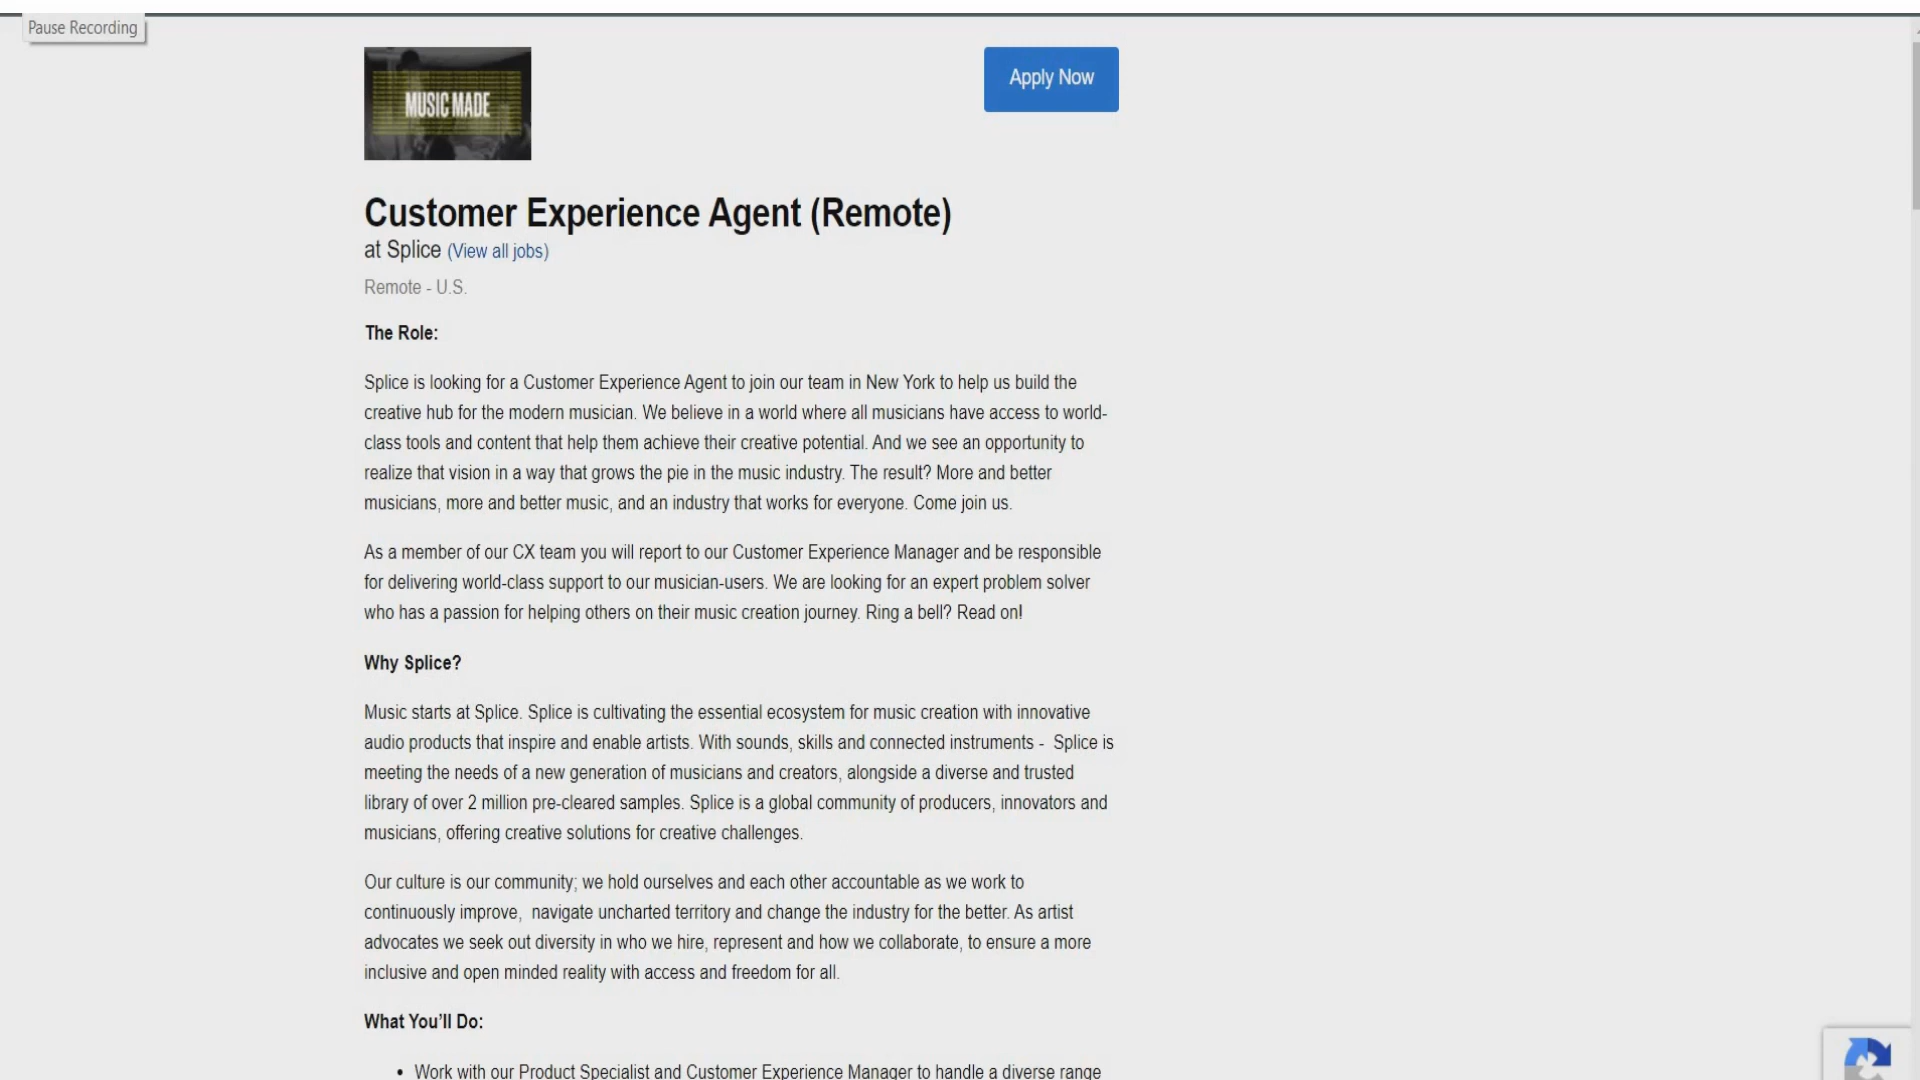 Pause Recording
MUSIC MADE
Apply Now
Customer Experience Agent (Remote)
at Splice (View all jobs)
Remote - U.S.
The Role:
Splice is looking for a Customer Experience Agent to join our team in New York to help us build the
creative hub for the modern musician. We believe in a world where all musicians have access to world-
class tools and content that help them achieve their creative potential. And we see an opportunity to
realize that vision in a way that grows the pie in the music industry. The result? More and better
musicians, more and better music, and an industry that works for everyone. Come join us.
As a member of our CX team you will report to our Customer Experience Manager and be responsible
for delivering world-class support to our musician-users. We are looking for an expert problem solver
who has a passion for helping others on their music creation journey. Ring a bell? Read on!
Why Splice?
Music starts at Splice. Splice is cultivating the essential ecosystem for music creation with innovative
audio products that inspire and enable artists. With sounds, skills and connected instruments -  Splice is
meeting the needs of a new generation of musicians and creators, alongside a diverse and trusted
library of over 2 million pre-cleared samples. Splice is a global community of producers, innovators and
musicians, offering creative solutions for creative challenges.
Our culture is our community; we hold ourselves and each other accountable as we work to
continuously improve,  navigate uncharted territory and change the industry for the better. As artist
advocates we seek out diversity in who we hire, represent and how we collaborate, to ensure a more
inclusive and open minded reality with access and freedom for all.
What You'll Do:
• Work with our Product Specialist and Customer Experience Manager to handle a diverse range